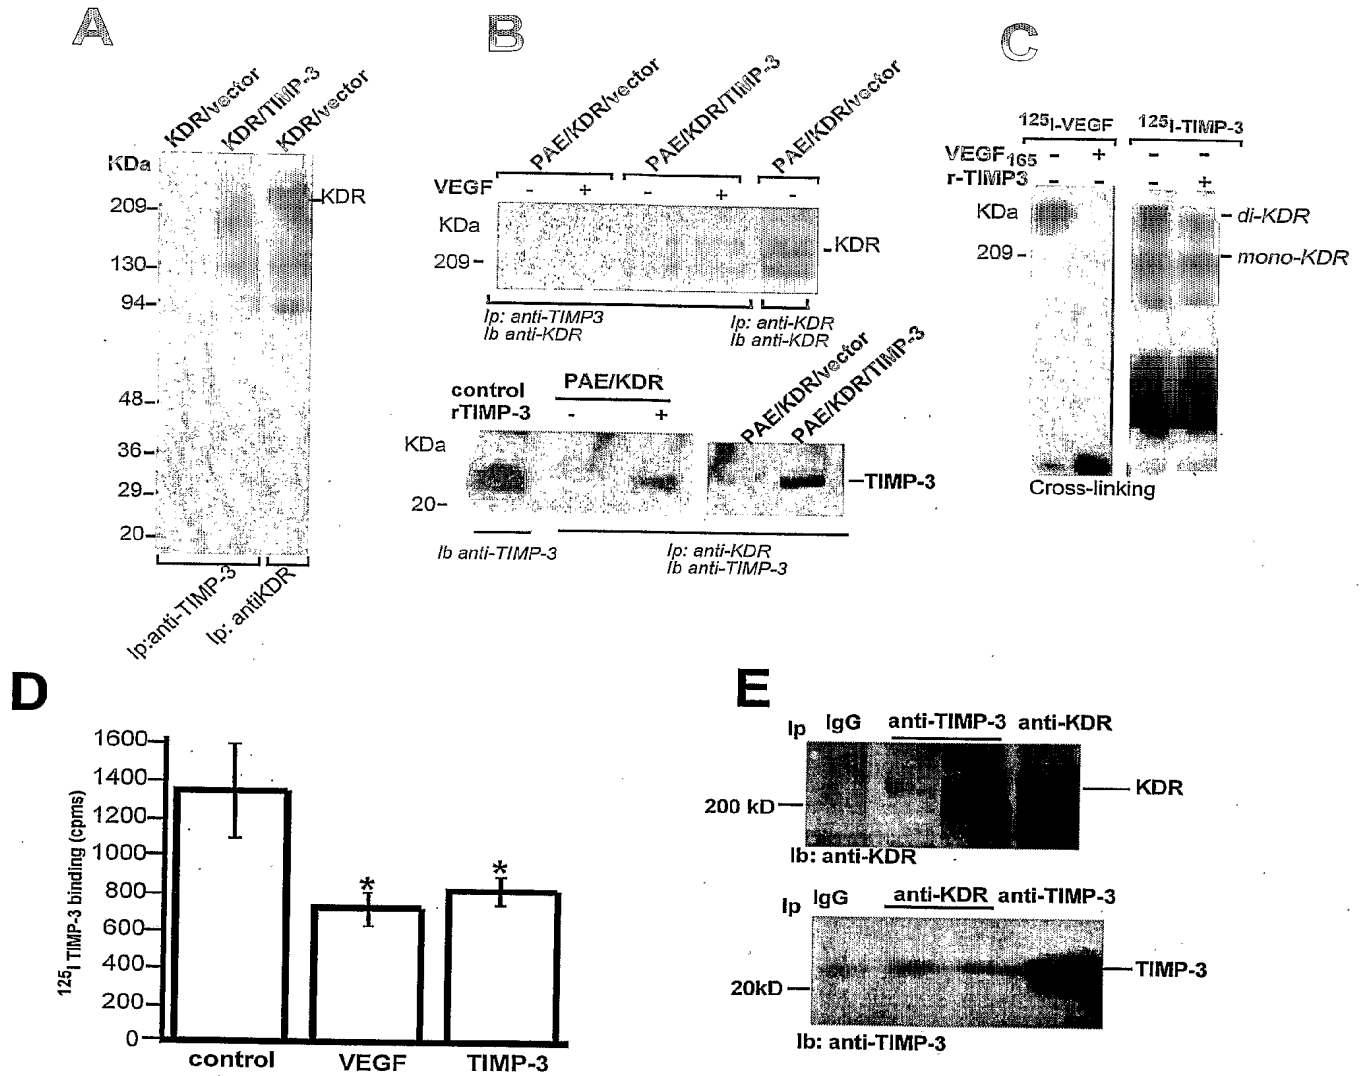 A
KDR/vector
KDR/TIMP-3
KDR/vector
KDa
KDR
209
130
94
48
36
29
20
Ip:anti-TIMP-3
Ip: antiKDR
B
PAE/KDR/vector
PAE/KDR/TIMP-3
PAE/KDR/vector
VEGF - + - + -
KDa
209
KDR
Ip: anti-TIMP3
Ib anti-KDR
Ip: anti-KDR
Ib anti-KDR
control
rTIMP-3
PAE/KDR
- +
PAE/KDR/vector
PAE/KDR/TIMP-3
KDa
20
TIMP-3
Ib anti-TIMP-3
Ip: anti-KDR
Ib anti-TIMP-3
C
125I-VEGF
125I-TIMP-3
VEGF165 - + - -
r-TIMP3 - - - +
KDa
209
di-KDR
mono-KDR
Cross-linking
D
125I TIMP-3 binding (cpms)
1600
1400
1200
1000
800
600
400
200
0
* *
control VEGF TIMP-3
E
Ip IgG anti-TIMP-3 anti-KDR
200 kD
KDR
Ib: anti-KDR
Ip IgG anti-KDR anti-TIMP-3
20kD
TIMP-3
Ib: anti-TIMP-3